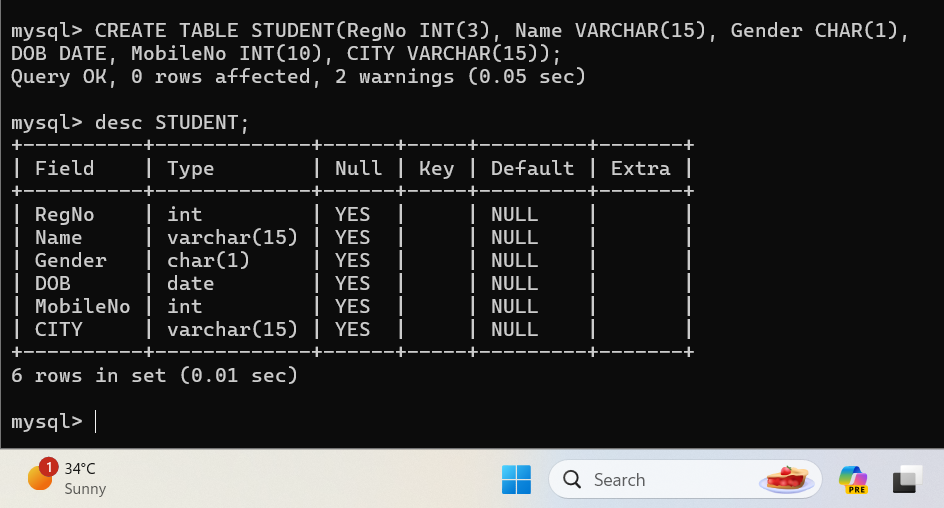 mysql> CREATE TABLE STUDENT(RegNo INT(3), Name VARCHAR(15), Gender CHAR(1),
DOB DATE, MobileNo INT(10), CITY VARCHAR(15));
Query OK, 0 rows affected, 2 warnings (0.05 sec)
mysql> desc STUDENT;
+----------+-------------+------+-----+---------+-------+
| Field    | Type        | Null | Key | Default | Extra |
+----------+-------------+------+-----+---------+-------+
| RegNo    | int         | YES  |     | NULL    |       |
| Name     | varchar(15) | YES  |     | NULL    |       |
| Gender   | char(1)     | YES  |     | NULL    |       |
| DOB      | date        | YES  |     | NULL    |       |
| MobileNo | int         | YES  |     | NULL    |       |
| CITY     | varchar(15) | YES  |     | NULL    |       |
+----------+-------------+------+-----+---------+-------+
6 rows in set (0.01 sec)
mysql>
1
34°C
Sunny
Search
PRE